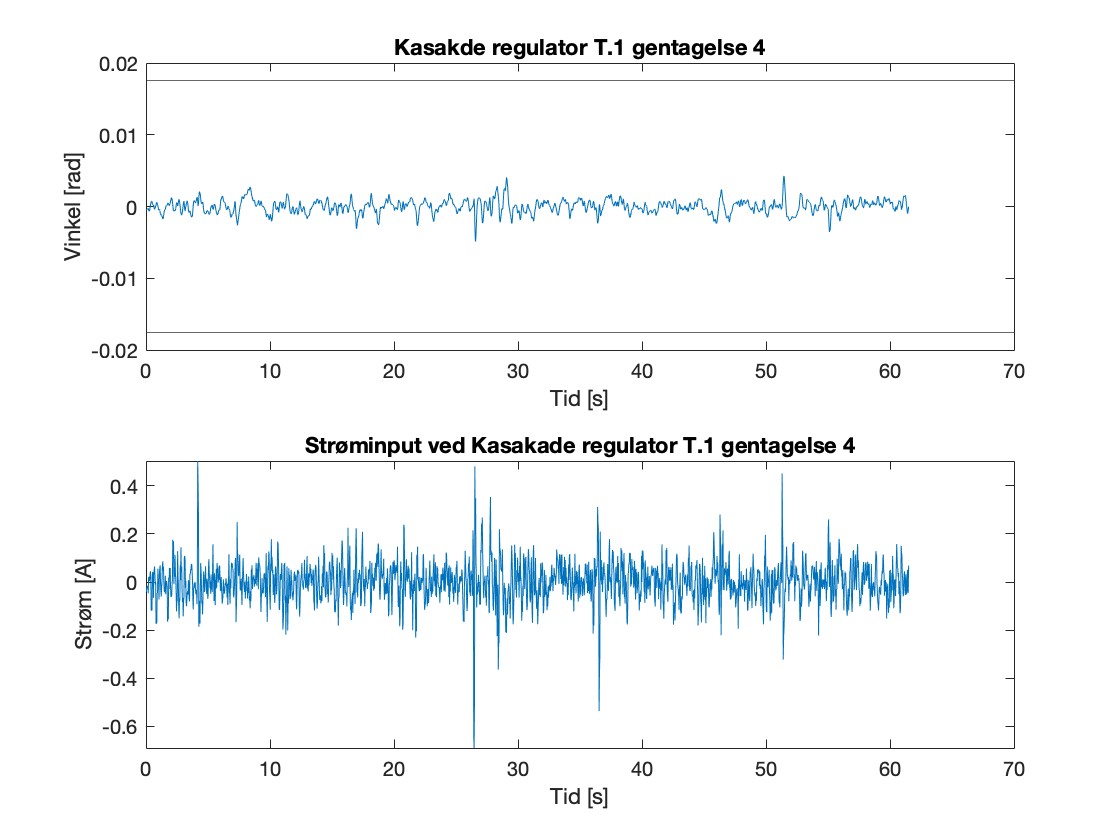 Kasakde regulator T.1 gentagelse 4
0.02
0.01
0
-0.01
-0.02
Vinkel [rad]
0 10 20 30 40 50 60 70
Tid [s]
Strøminput ved Kasakade regulator T.1 gentagelse 4
0.4
0.2
0
-0.2
-0.4
-0.6
Strøm [A]
0 10 20 30 40 50 60 70
Tid [s]